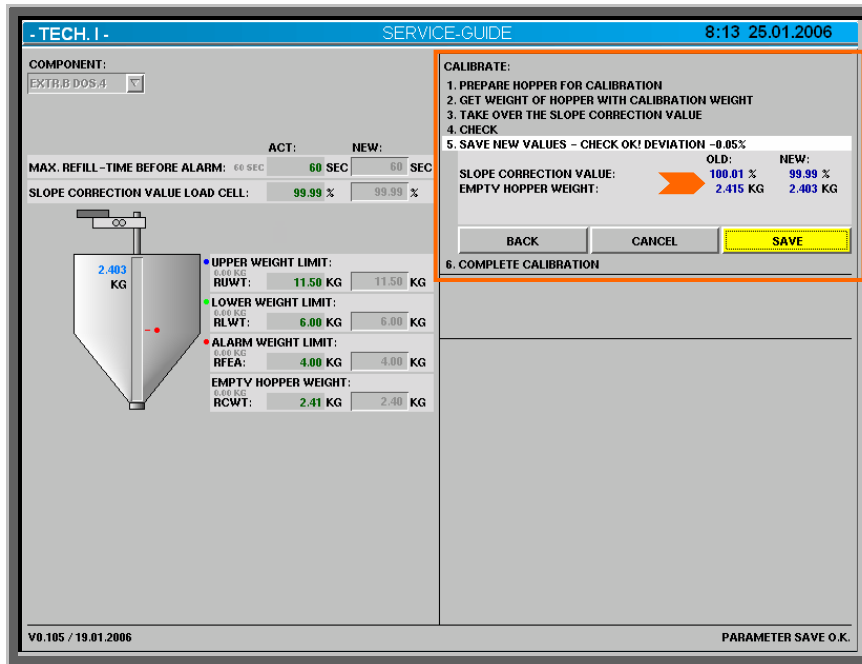 - TECH. I - SERVICE-GUIDE 8:13 25.01.2006
COMPONENT:
EXTR.B DOS.4
ACT: NEW:
MAX. REFILL-TIME BEFORE ALARM: 60 SEC 60 SEC 60 SEC
SLOPE CORRECTION VALUE LOAD CELL: 99.99 % 99.99 %
2.403
KG
UPPER WEIGHT LIMIT:
0.00 KG
RUWT: 11.50 KG 11.50 KG
LOWER WEIGHT LIMIT:
0.00 KG
RLWT: 6.00 KG 6.00 KG
ALARM WEIGHT LIMIT:
0.00 KG
RFEA: 4.00 KG 4.00 KG
EMPTY HOPPER WEIGHT:
0.00 KG
RCWT: 2.41 KG 2.40 KG
CALIBRATE:
1. PREPARE HOPPER FOR CALIBRATION
2. GET WEIGHT OF HOPPER WITH CALIBRATION WEIGHT
3. TAKE OVER THE SLOPE CORRECTION VALUE
4. CHECK
5. SAVE NEW VALUES - CHECK OK! DEVIATION -0.05%
OLD: NEW:
SLOPE CORRECTION VALUE: 100.01 % 99.99 %
EMPTY HOPPER WEIGHT: 2.415 KG 2.403 KG
BACK CANCEL SAVE
6. COMPLETE CALIBRATION
V0.105 / 19.01.2006 PARAMETER SAVE O.K.